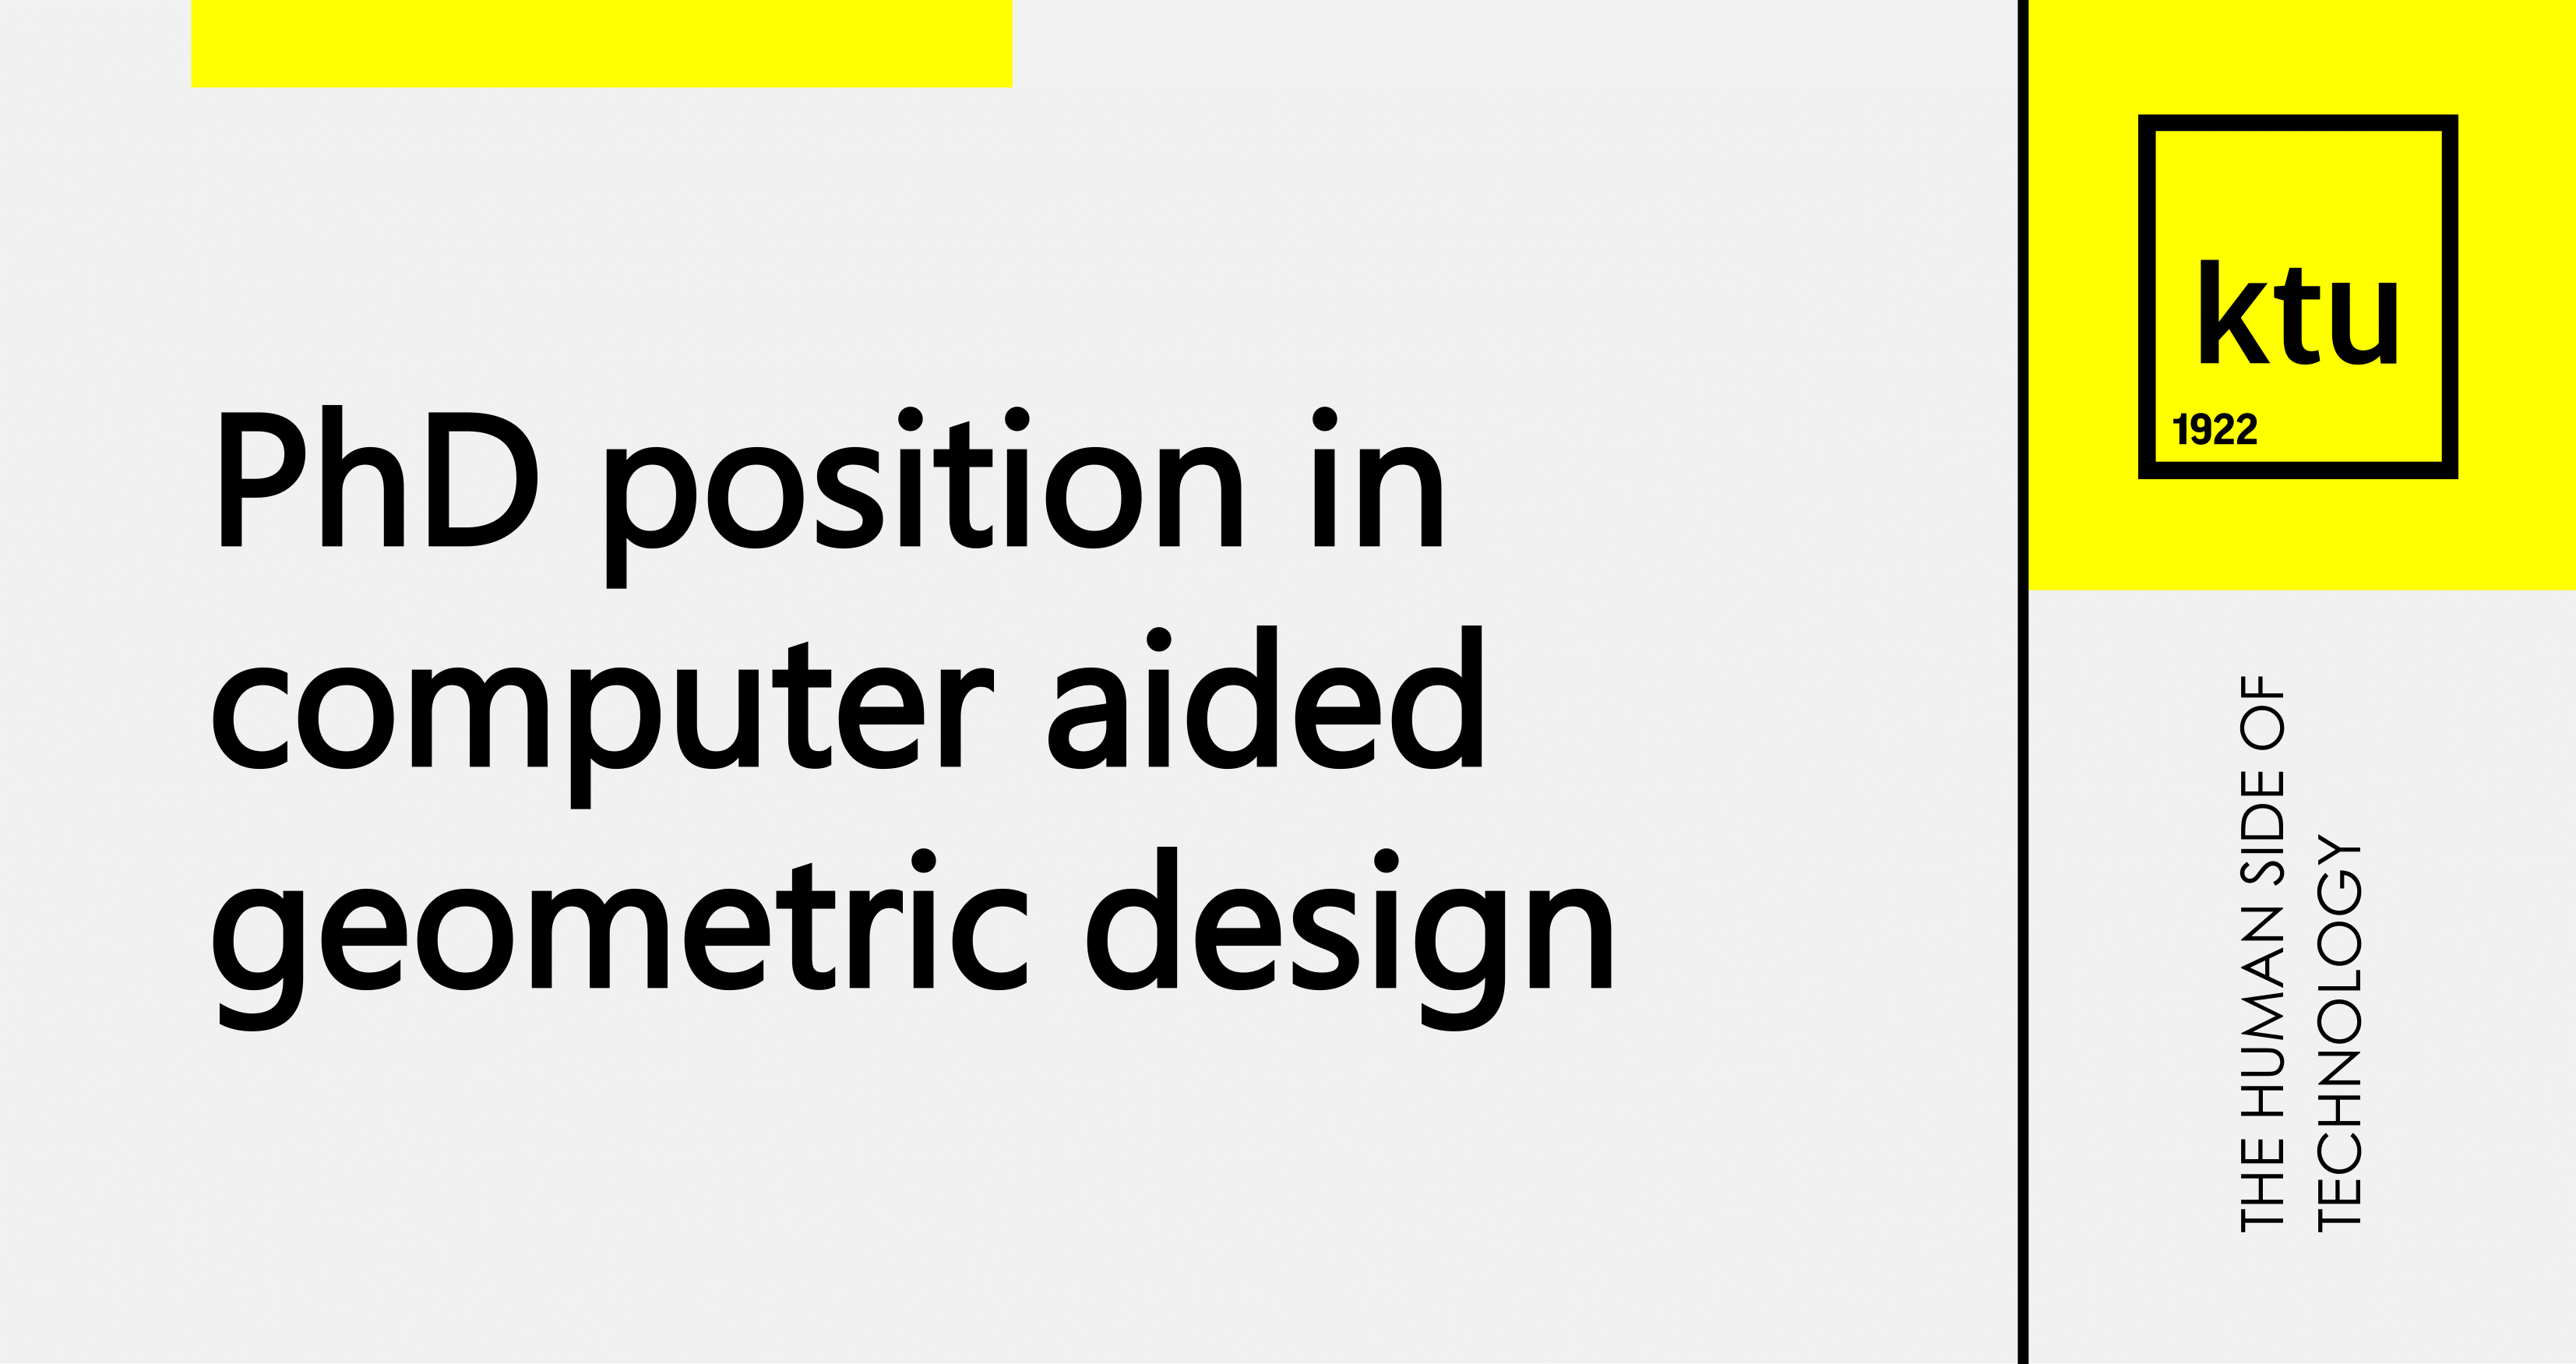 PhD position in
computer aided
geometric design
ktu
1922
THE HUMAN SIDE OF
TECHNOLOGY